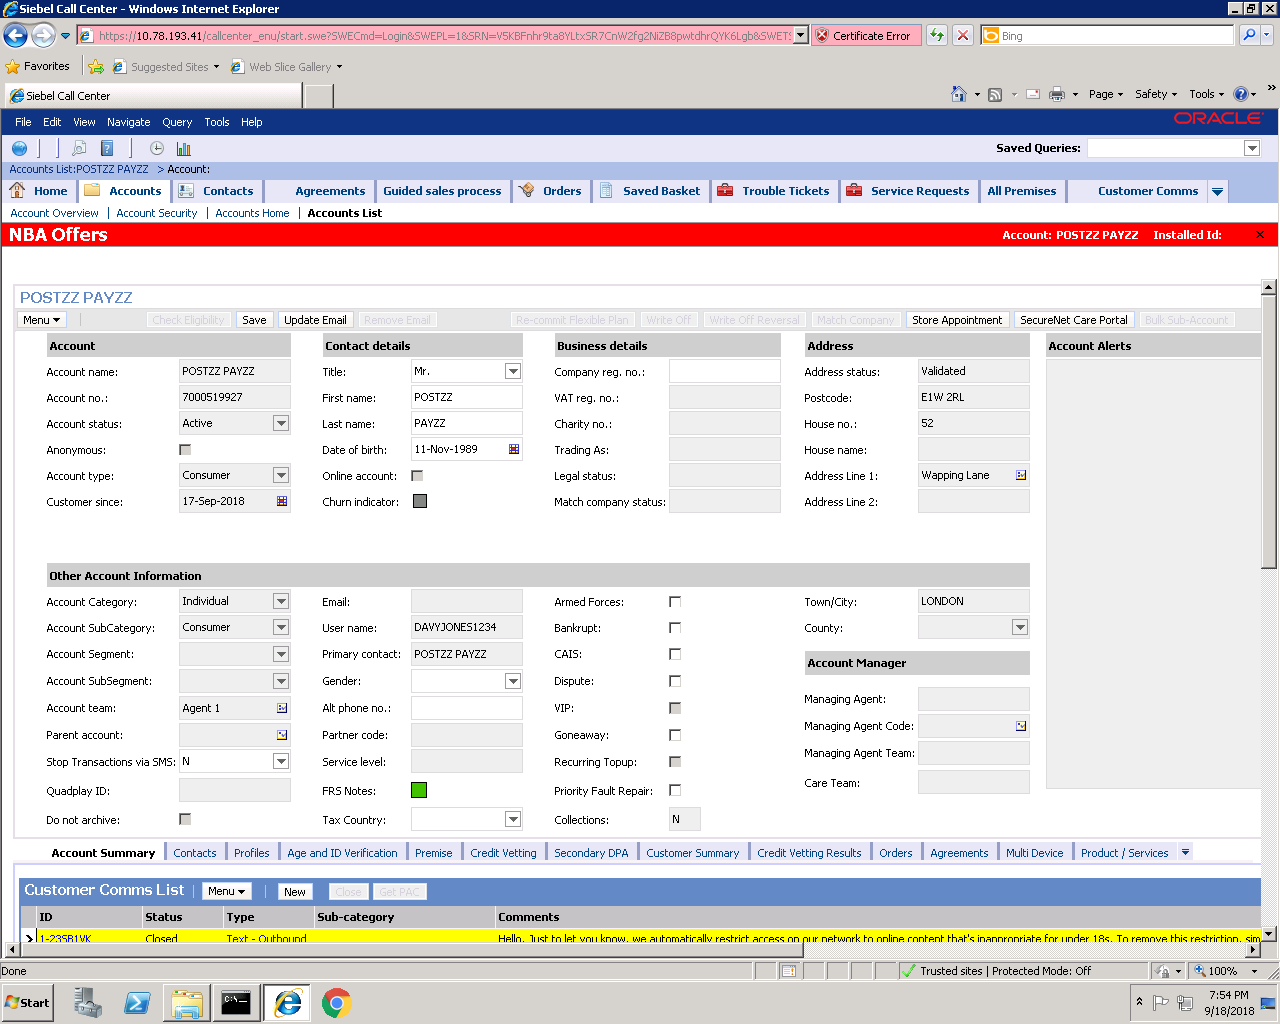 Siebel Call Center - Windows Internet Explorer
https://10.78.193.41/callcenter_enu/start.swe?SWECmd=Login&SWEPL=1&SRN=V5KBFnhr9ta8YLtxSR7CnW2fg2NiZB8pwtdhrQYK6Lgb&SWETS Certificate Error Bing
Favorites Suggested Sites Web Slice Gallery
Siebel Call Center Page Safety Tools
File Edit View Navigate Query Tools Help ORACLE
Saved Queries:
Accounts List:POSTZZ PAYZZ > Account:
Home Accounts Contacts Agreements Guided sales process Orders Saved Basket Trouble Tickets Service Requests All Premises Customer Comms
Account Overview Account Security Accounts Home Accounts List
NBA Offers Account: POSTZZ PAYZZ Installed Id:
POSTZZ PAYZZ
Menu Check Eligibility Save Update Email Remove Email Re-commit Flexible Plan Write Off Write Off Reversal Match Company Store Appointment SecureNet Care Portal Bulk Sub-Account
Account Contact details Business details Address Account Alerts
Account name: POSTZZ PAYZZ Title: Mr. Company reg. no.: Address status: Validated
Account no.: 7000519927 First name: POSTZZ VAT reg. no.: Postcode: E1W 2RL
Account status: Active Last name: PAYZZ Charity no.: House no.: 52
Anonymous: Date of birth: 11-Nov-1989 Trading As: House name:
Account type: Consumer Online account: Legal status: Address Line 1: Wapping Lane
Customer since: 17-Sep-2018 Churn indicator: Match company status: Address Line 2:
Other Account Information
Account Category: Individual Email: Armed Forces: Town/City: LONDON
Account SubCategory: Consumer User name: DAVYJONES1234 Bankrupt: County:
Account Segment: Primary contact: POSTZZ PAYZZ CAIS: Account Manager
Account SubSegment: Gender: Dispute:
Account team: Agent 1 Alt phone no.: VIP: Managing Agent:
Parent account: Partner code: Goneaway: Managing Agent Code:
Stop Transactions via SMS: N Service level: Recurring Topup: Managing Agent Team:
Quadplay ID: FRS Notes: Priority Fault Repair: Care Team:
Do not archive: Tax Country: Collections: N
Account Summary Contacts Profiles Age and ID Verification Premise Credit Vetting Secondary DPA Customer Summary Credit Vetting Results Orders Agreements Multi Device Product / Services
Customer Comms List Menu New Close Get PAC
ID Status Type Sub-category Comments
1-23SB1VK Closed Text - Outbound Hello. Just to let you know, we automatically restrict access on our network to online content that's inappropriate for under 18s. To remove this restriction, sim
Done Trusted sites | Protected Mode: Off 100%
Start 7:54 PM
9/18/2018